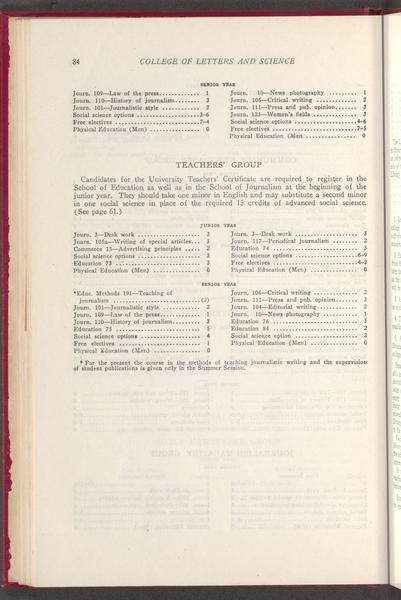 84 COLLEGE OF LETTERS AND SCIENCE
SENIOR YEAR
Journ. 109—Law of the press............. 1
Journ. 110—History of journalism........ 3
Journ. 101—Journalistic style ............ 2
Social science options ....................3-6
Free electives ............................7-4
Physical Education (Men) ............... 0
Journ. 10—News photography ......... 1
Journ. 106—Critical writing ............. 2
Journ. 111—Press and pub. opinion....... 3
Journ. 123—Women's fields .............. 3
Social science options ...................4-6
Free electives ..........................7-5
Physical Education (Men) ............... 0
TEACHERS' GROUP
Candidates for the University Teachers' Certificate are required to register in the
School of Education as well as in the School of Journalism at the beginning of the
junior year. They should take one minor in English and may substitute a second minor
in one social science in place of the required 15 credits of advanced social science.
(See page 61.)
JUNIOR YEAR
Journ. 3—Desk work ..................... 3
Journ. 105a—Writing of special articles... 3
Commerce 15—Advertising principles ..... 2
Social science options .................. 3
Education 73 ........................... 3
Physical Education (Men) ............... 0
Journ. 3—Desk work ................... 3
Journ. 117—Periodical journalism ........ 2
Education 74 ........................... 3
Social science options ..................6-9
Free electives ..........................4-2
Physical Education (Men) ............... 0
SENIOR YEAR
*Educ. Methods 191—Teaching of
journalism ..........................(2)
Journ. 101—Journalistic style ............ 2
Journ. 109—Law of the press............. 1
Journ. 110—History of journalism........ 3
Education 75 ........................... 5
Social science options ................... 4
Free electives .......................... 1
Physical Education (Men) ............... 0
Journ. 106—Critical writing ............. 2
Journ. 111—Press and pub. opinion....... 3
Journ. 104—Editorial writing ............ 2
Journ. 10—News photography .......... 1
Education 76 ........................... 5
Education 84 ........................... 2
Social science option ................... 2
Physical Education (Men) ............... 0
* For the present the course in the methods of teaching journalistic writing and the supervision
of student publications is given only in the Summer Session.